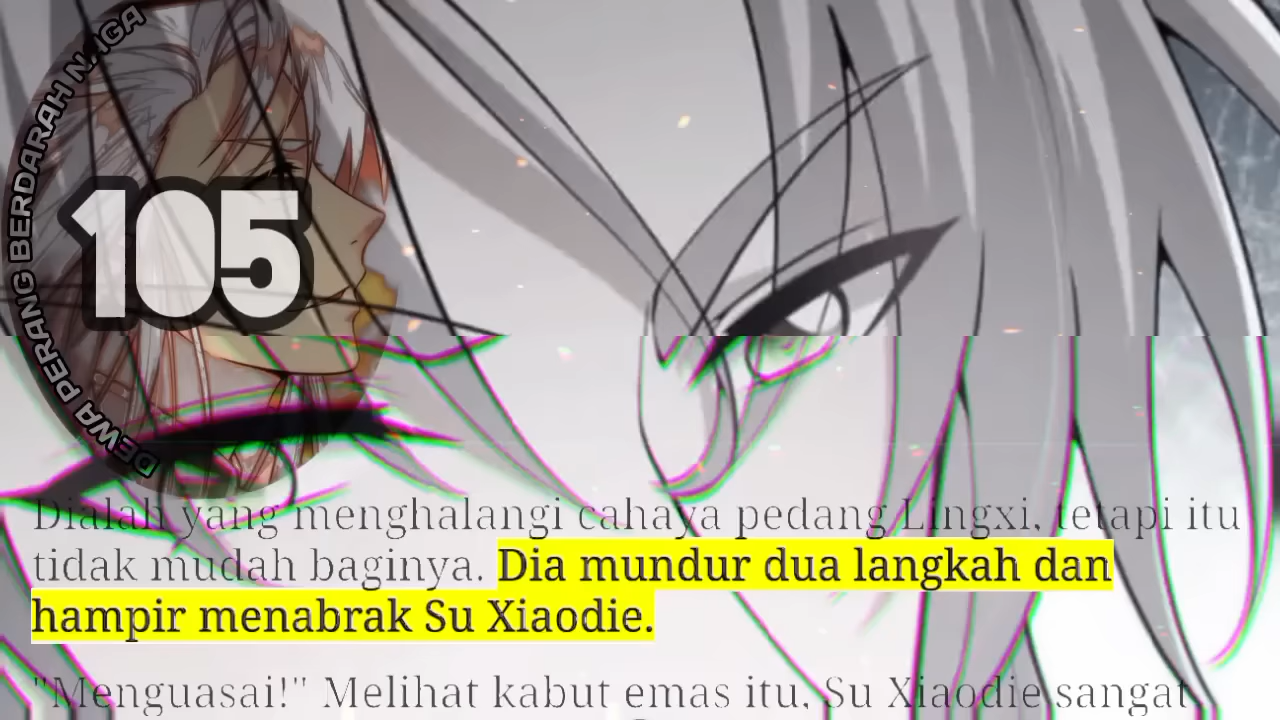 DEWA PERANG BERDARAH NAGA
105
Dialah yang menghalangi cahaya pedang Lingxi, tetapi itu
tidak mudah baginya. Dia mundur dua langkah dan
hampir menabrak Su Xiaodie.
"Menguasai!" Melihat kabut emas itu, Su Xiaodie sangat